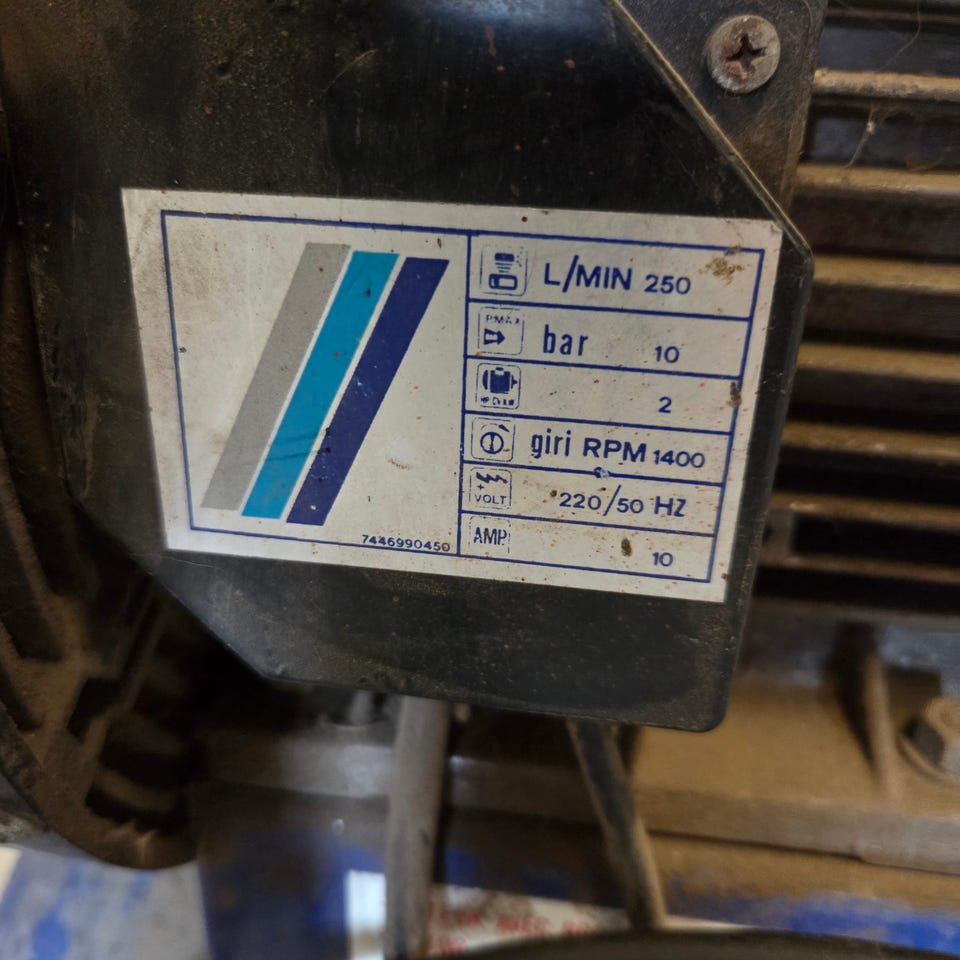 L/MIN 250
PMAX
bar 10
2
giri RPM 1400
VOLT
220/50 HZ
AMP 10
7446990450